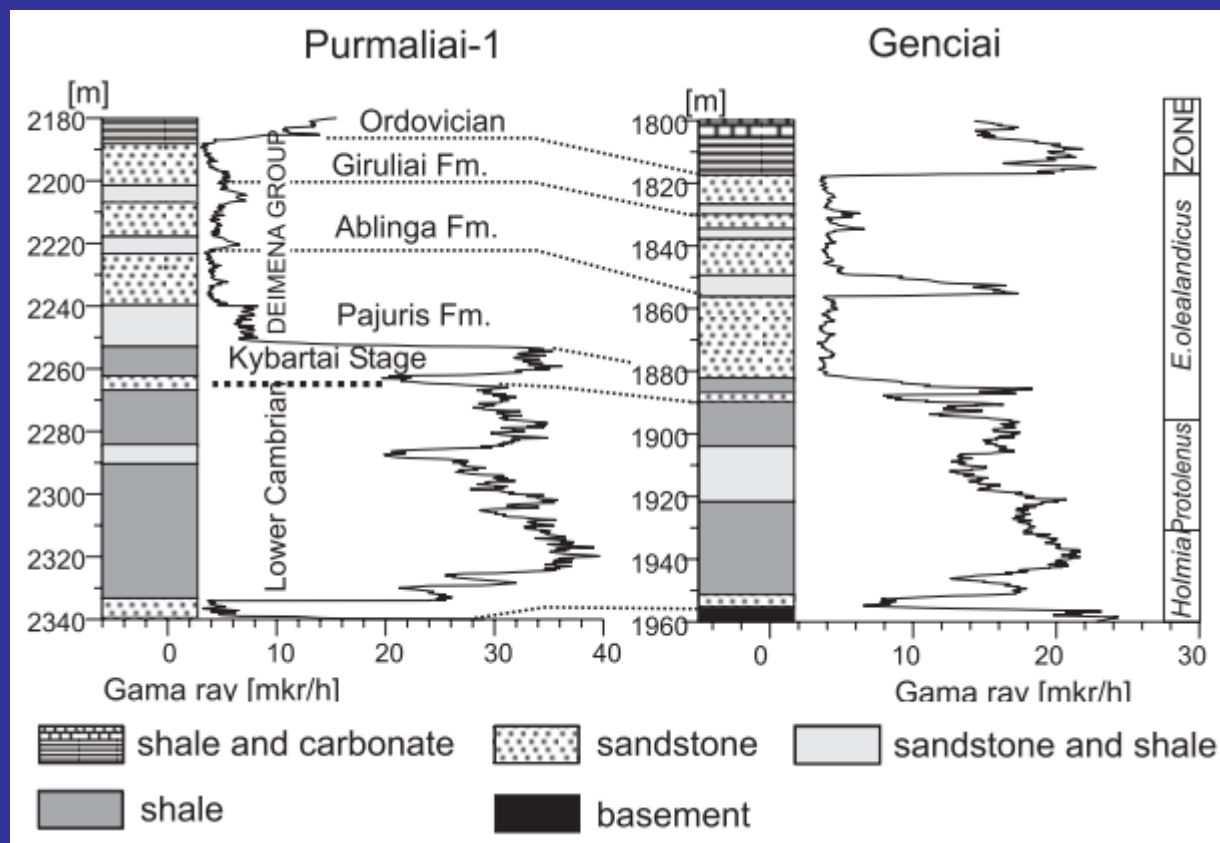 Purmaliai-1
Genciai
[m]
[m]
2180
2200
2220
2240
2260
2280
2300
2320
2340
Ordovician
Giruliai Fm.
Ablinga Fm.
Pajuris Fm.
Kybartai Stage
DEIMENA GROUP
Lower Cambrian
0
10
20
30
40
Gama ray [mkr/h]
1800
1820
1840
1860
1880
1900
1920
1940
1960
0
10
20
30
Gama ray [mkr/h]
ZONE
E.olealandicus
Protolenus
Holmia
shale and carbonate
sandstone
sandstone and shale
shale
basement